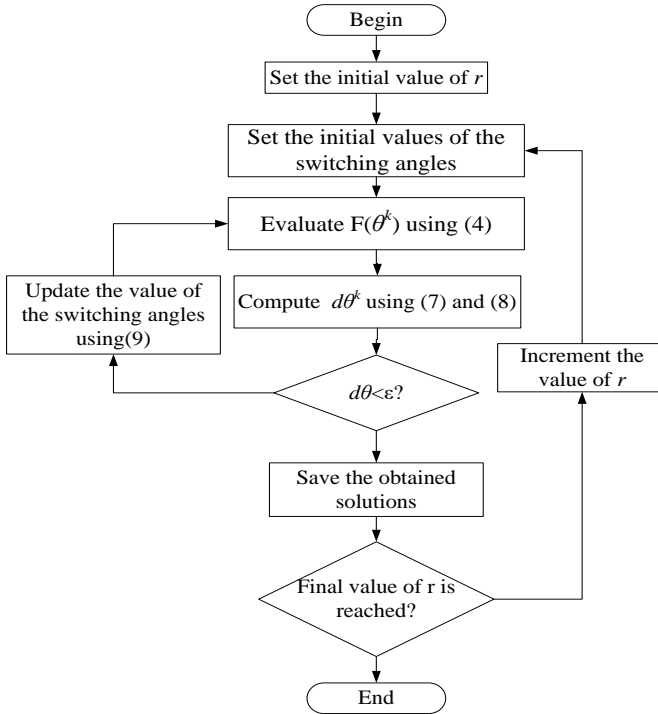 Begin
Set the initial value of r
Set the initial values of the
switching angles
Evaluate F(θ^k) using (4)
Update the value of
the switching angles
using(9)
Compute dθ^k using (7) and (8)
Increment the
value of r
dθ<ε?
Save the obtained
solutions
Final value of r is
reached?
End